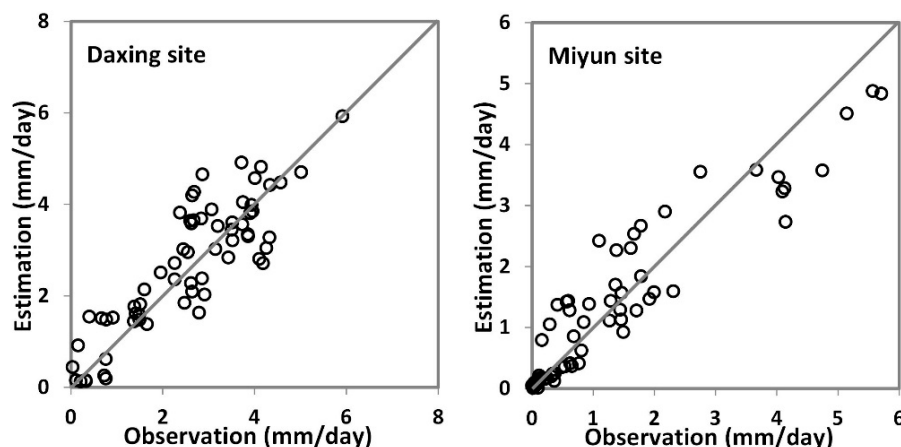 Daxing site
Estimation (mm/day)
8
6
4
2
0
0 2 4 6 8
Observation (mm/day)
Miyun site
Estimation (mm/day)
6
5
4
3
2
1
0
0 1 2 3 4 5 6
Observation (mm/day)